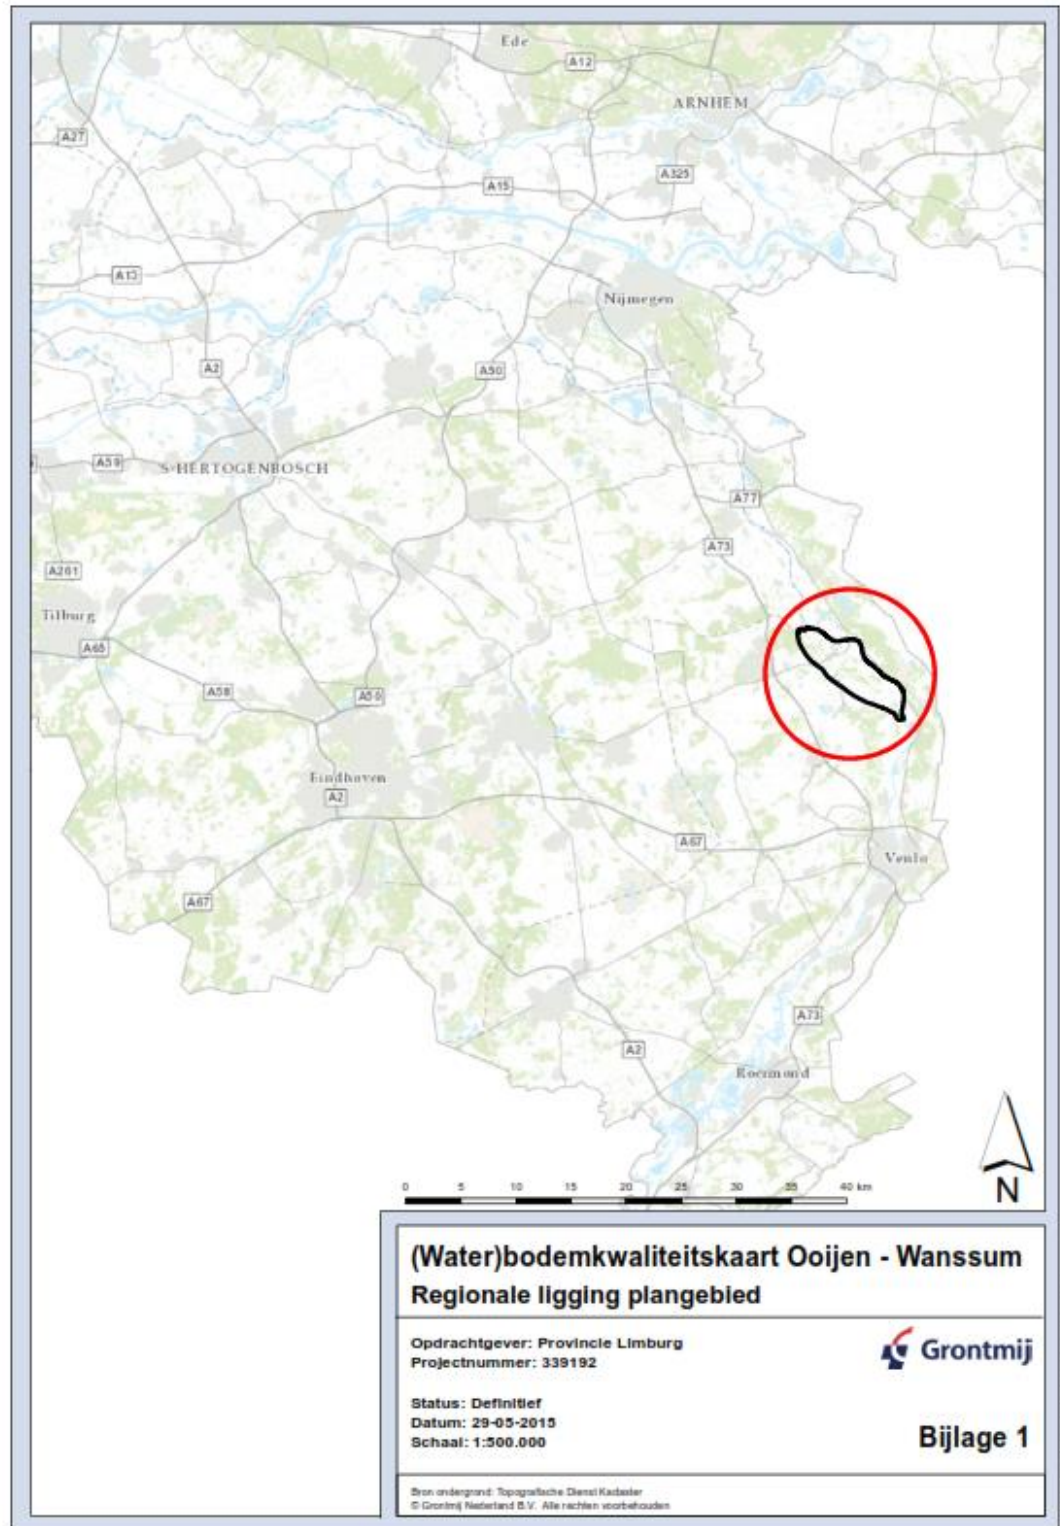 Ede
A12
ARNHEM
A27
A325
A15
A15
Nijmegen
A2
A50
A59
'S-HERTOGENBOSCH
A77
A73
A261
Tilburg
A65
A58
A50
Eindhoven
A2
A67
Venlo
A67
A73
A2
Roermond
0 5 10 15 20 25 30 35 40 km
N
(Water)bodemkwaliteitskaart Ooijen - Wanssum
Regionale ligging plangebied
Opdrachtgever: Provincie Limburg
Projectnummer: 339192
Grontmij
Status: Definitief
Datum: 29-05-2015
Schaal: 1:500.000
Bijlage 1
Bron ondergrond: Topografische Dienst Kadaster
© Grontmij Nederland B.V. Alle rechten voorbehouden